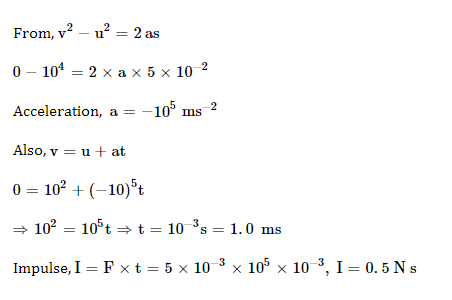 From, v² − u² = 2 as
0 − 10⁴ = 2 × a × 5 × 10⁻²
Acceleration, a = −10⁵ ms⁻²
Also, v = u + at
0 = 10² + (−10)⁵t
⇒ 10² = 10⁵t ⇒ t = 10⁻³s = 1.0 ms
Impulse, I = F × t = 5 × 10⁻³ × 10⁵ × 10⁻³, I = 0.5 N s